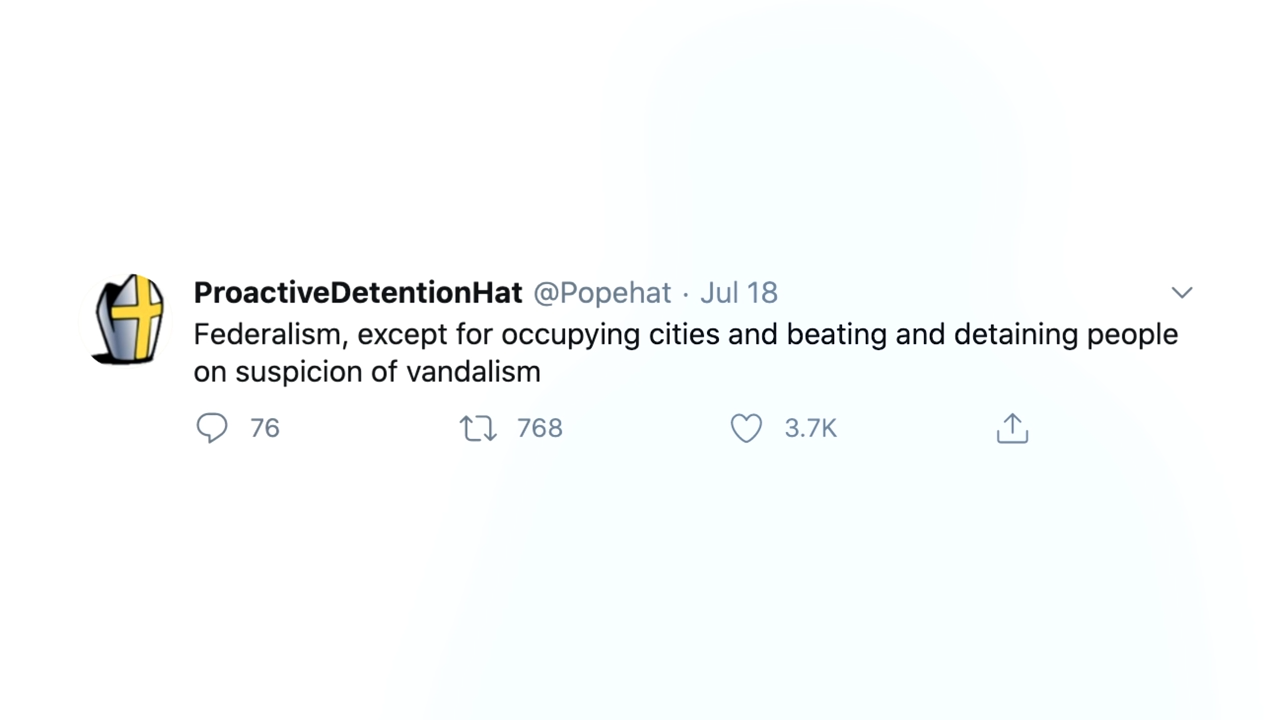 ProactiveDetentionHat @Popehat · Jul 18
Federalism, except for occupying cities and beating and detaining people
on suspicion of vandalism
76 768 3.7K